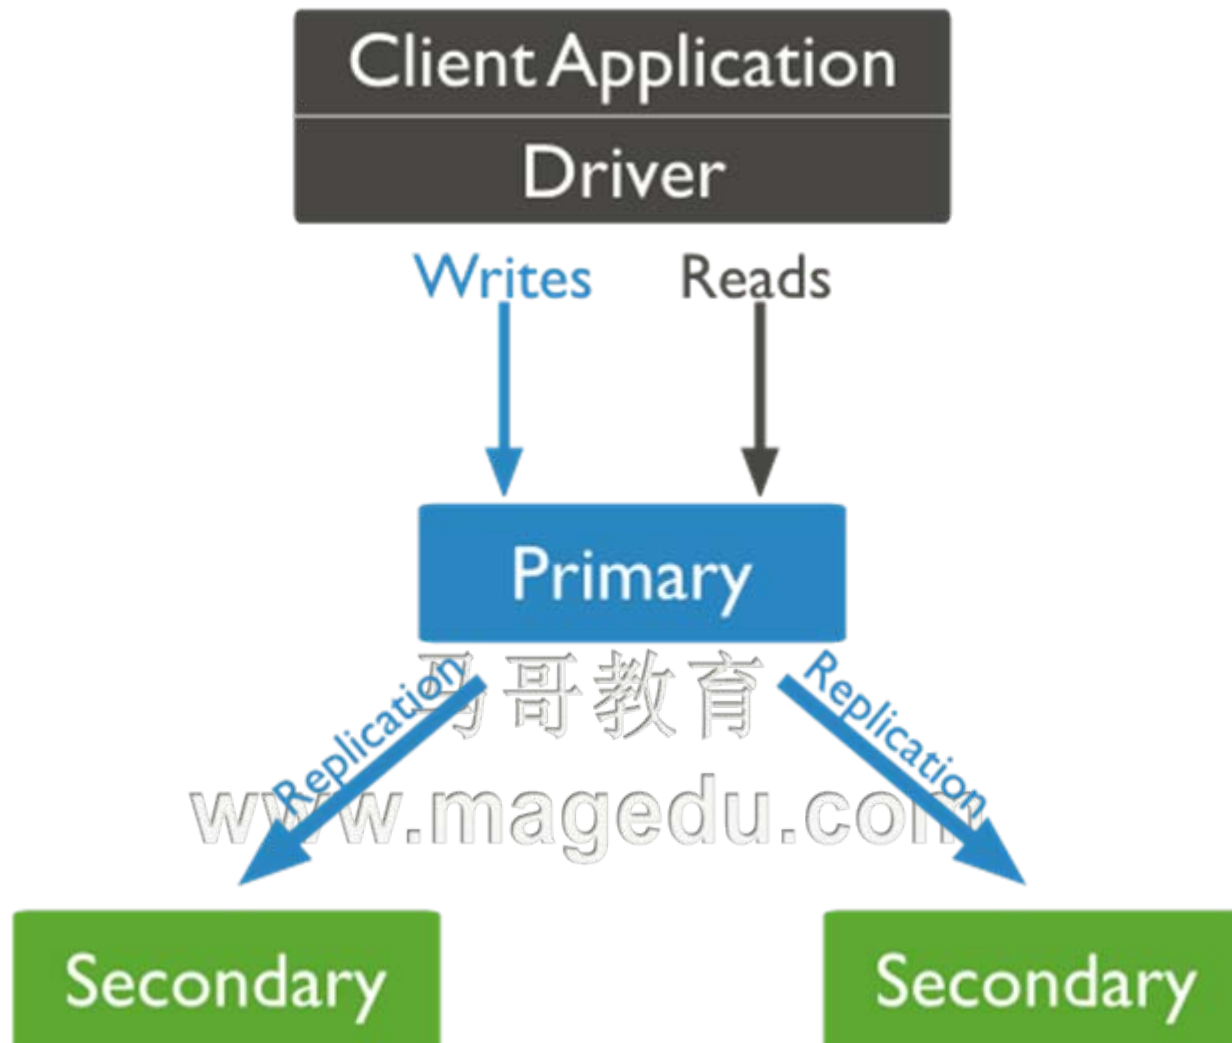 Client Application
Driver
Writes
Reads
Primary
Replication
Replication
马哥教育
www.magedu.com
Secondary
Secondary